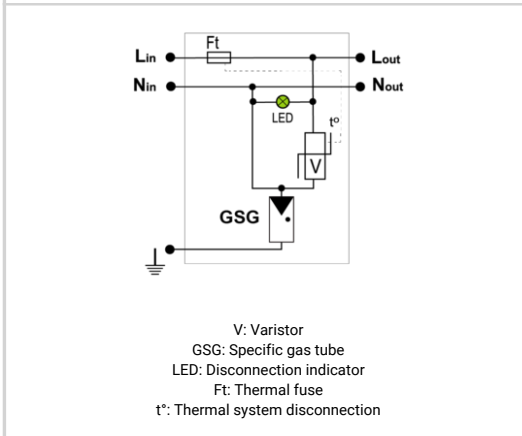 Ft
Lin Lout
Nin Nout
LED
t°
V
GSG
V: Varistor
GSG: Specific gas tube
LED: Disconnection indicator
Ft: Thermal fuse
t°: Thermal system disconnection